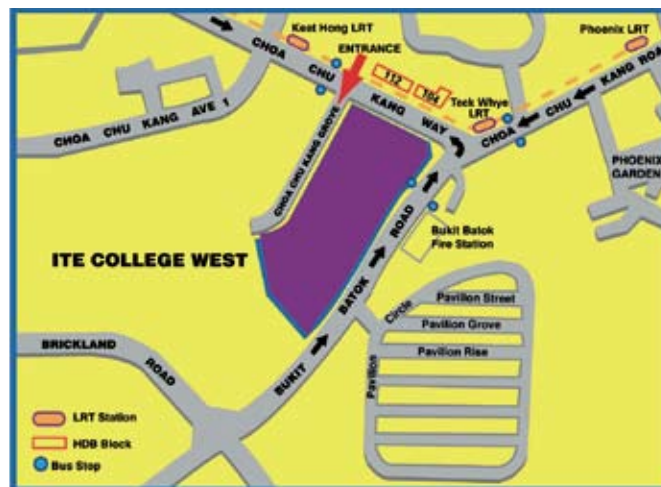 Keat Hong LRT
Phoenix LRT
ENTRANCE
CHOA CHU KANG WAY
112
104
Teck Whye
LRT
CHOA CHU KANG ROAD
CHOA CHU KANG AVE 1
CHOA CHU KANG GROVE
PHOENIX
GARDEN
Bukit Batok
Fire Station
ITE COLLEGE WEST
BUKIT BATOK ROAD
Pavilion Circle
Pavilion Street
Pavilion Grove
Pavilion Rise
BRICKLAND ROAD
LRT Station
HDB Block
Bus Stop